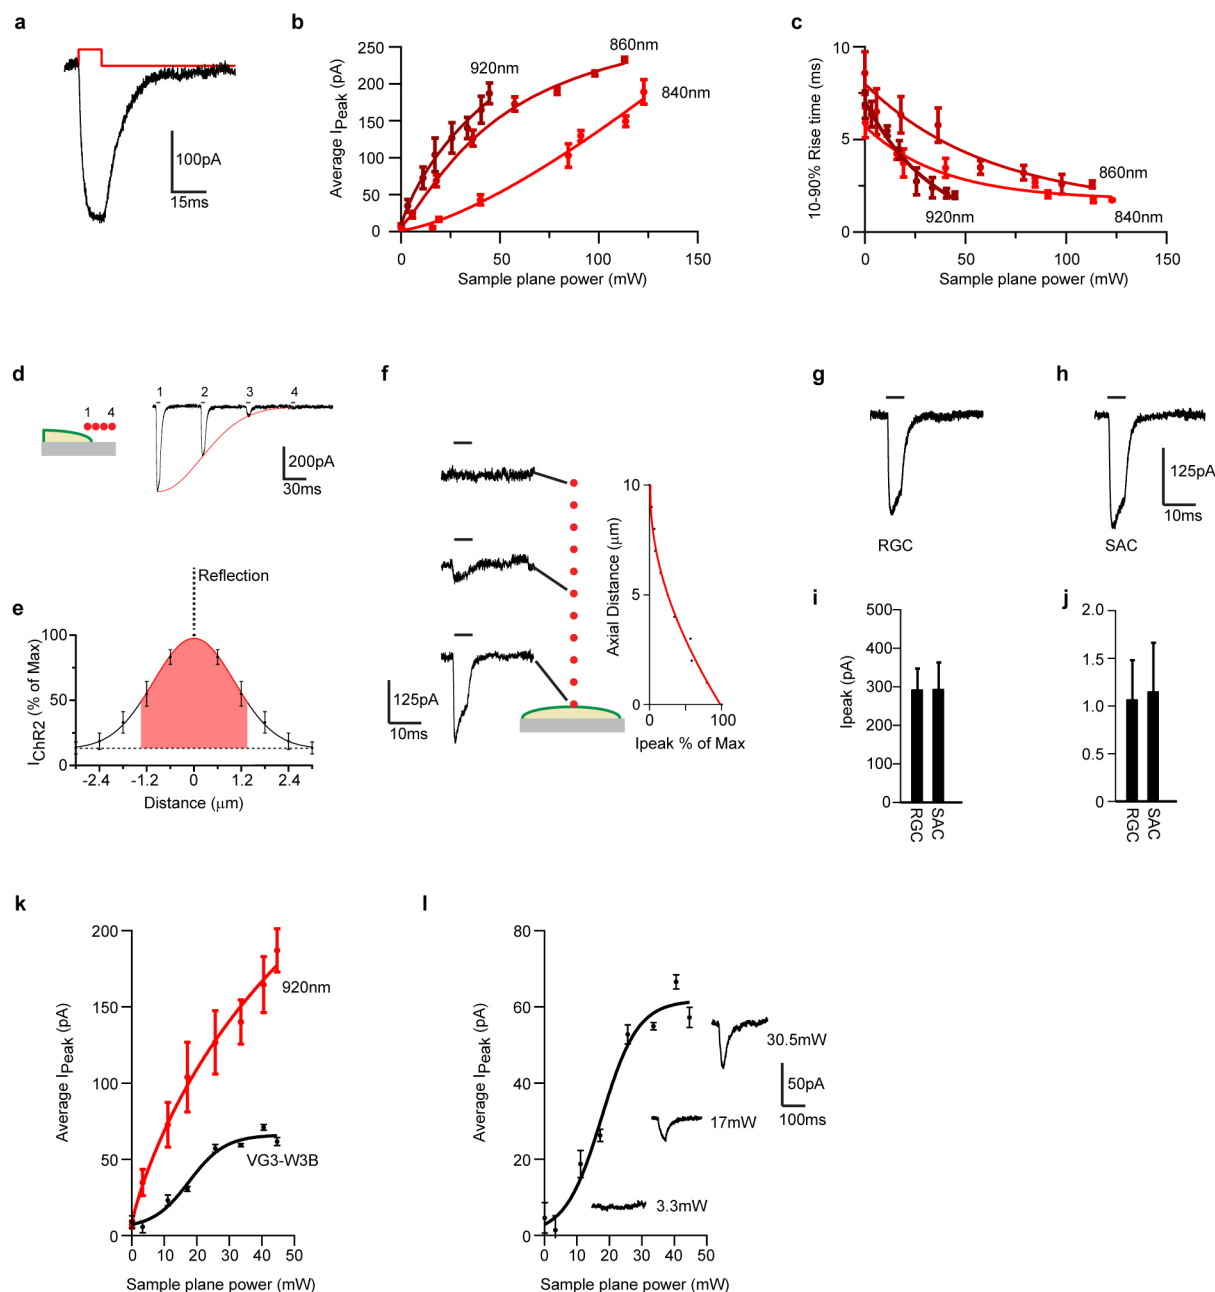 a
100pA
15ms
b
Average IPeak (pA)
250
200
150
100
50
0
0 50 100 150
Sample plane power (mW)
920nm
860nm
840nm
c
10-90% Rise time (ms)
10
5
0
0 50 100 150
Sample plane power (mW)
860nm
920nm
840nm
d
1 4
1 2 3 4
200pA
30ms
e
Reflection
IChR2 (% of Max)
100
50
0
-2.4 -1.2 0 1.2 2.4
Distance (μm)
f
125pA
10ms
Axial Distance (μm)
10
5
0
0 100
Ipeak % of Max
g
RGC
h
SAC
125pA
10ms
i
Ipeak (pA)
500
400
300
200
100
0
RGC
SAC
j
2.0
1.5
1.0
0.5
0
RGC
SAC
k
Average IPeak (pA)
200
150
100
50
0
0 10 20 30 40 50
Sample plane power (mW)
920nm
VG3-W3B
l
Average IPeak (pA)
80
60
40
20
0
0 10 20 30 40 50
Sample plane power (mW)
30.5mW
50pA
100ms
17mW
3.3mW